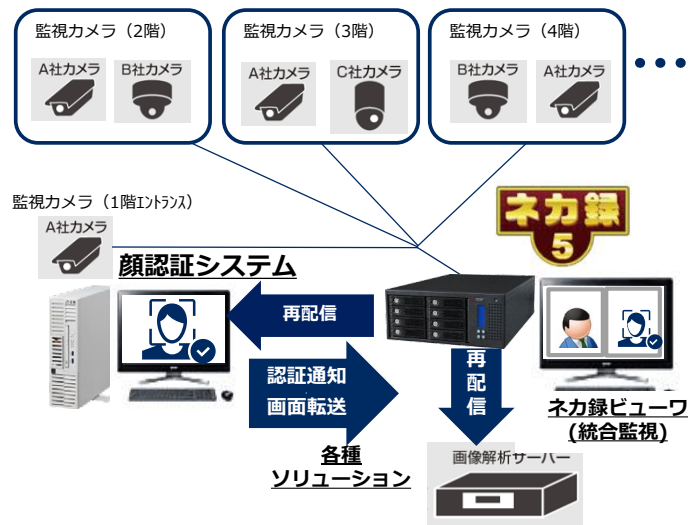 監視カメラ（2階）
A社カメラ
B社カメラ
監視カメラ（3階）
A社カメラ
C社カメラ
監視カメラ（4階）
B社カメラ
A社カメラ
監視カメラ（1階ｴﾝﾄﾗﾝｽ）
A社カメラ
ネカ録
5
顔認証システム
再配信
認証通知
画面転送
再
配
信
ネカ録ビューワ
(統合監視)
各種
ソリューション
画像解析サーバー